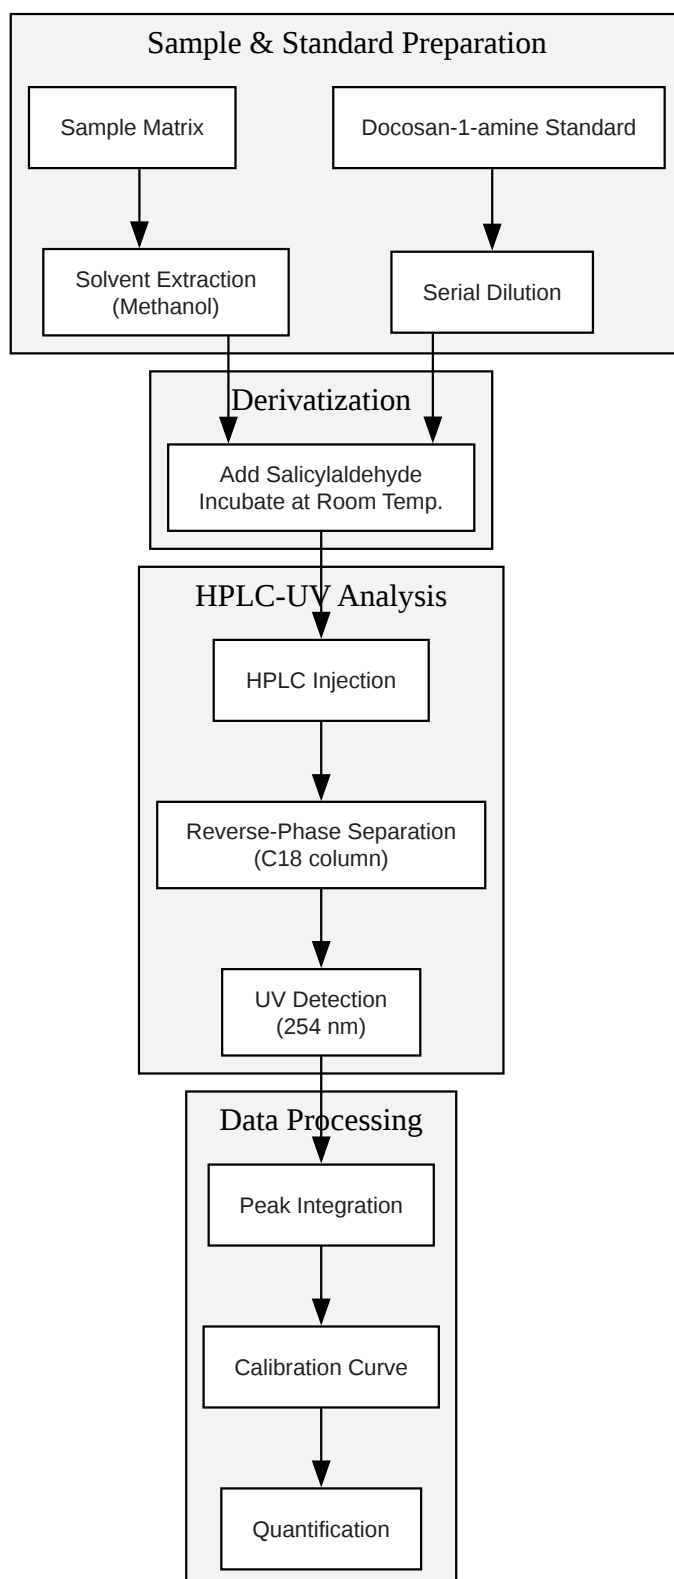 Sample & Standard Preparation
Sample Matrix
Docosan-1-amine Standard
Solvent Extraction
(Methanol)
Serial Dilution
Derivatization
Add Salicylaldehyde
Incubate at Room Temp.
HPLC-UV Analysis
HPLC Injection
Reverse-Phase Separation
(C18 column)
UV Detection
(254 nm)
Data Processing
Peak Integration
Calibration Curve
Quantification